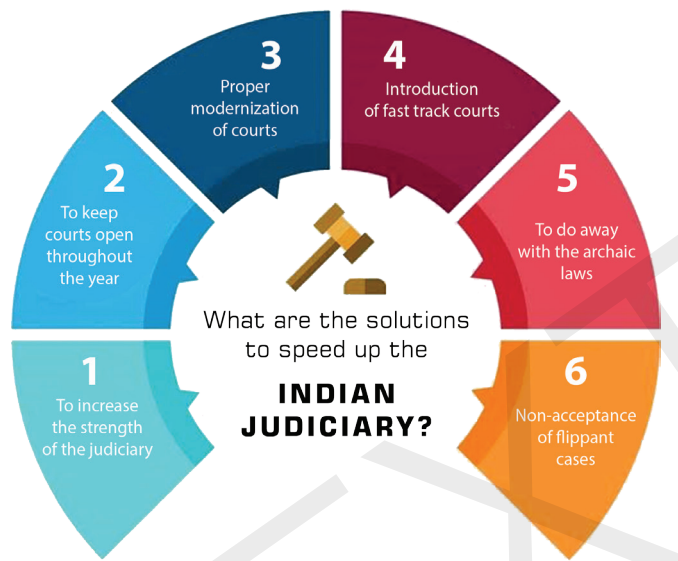 1
To increase
the strength
of the judiciary
2
To keep
courts open
throughout
the year
3
Proper
modernization
of courts
4
Introduction
of fast track courts
5
To do away
with the archaic
laws
6
Non-acceptance
of flippant
cases
What are the solutions
to speed up the
INDIAN
JUDICIARY?